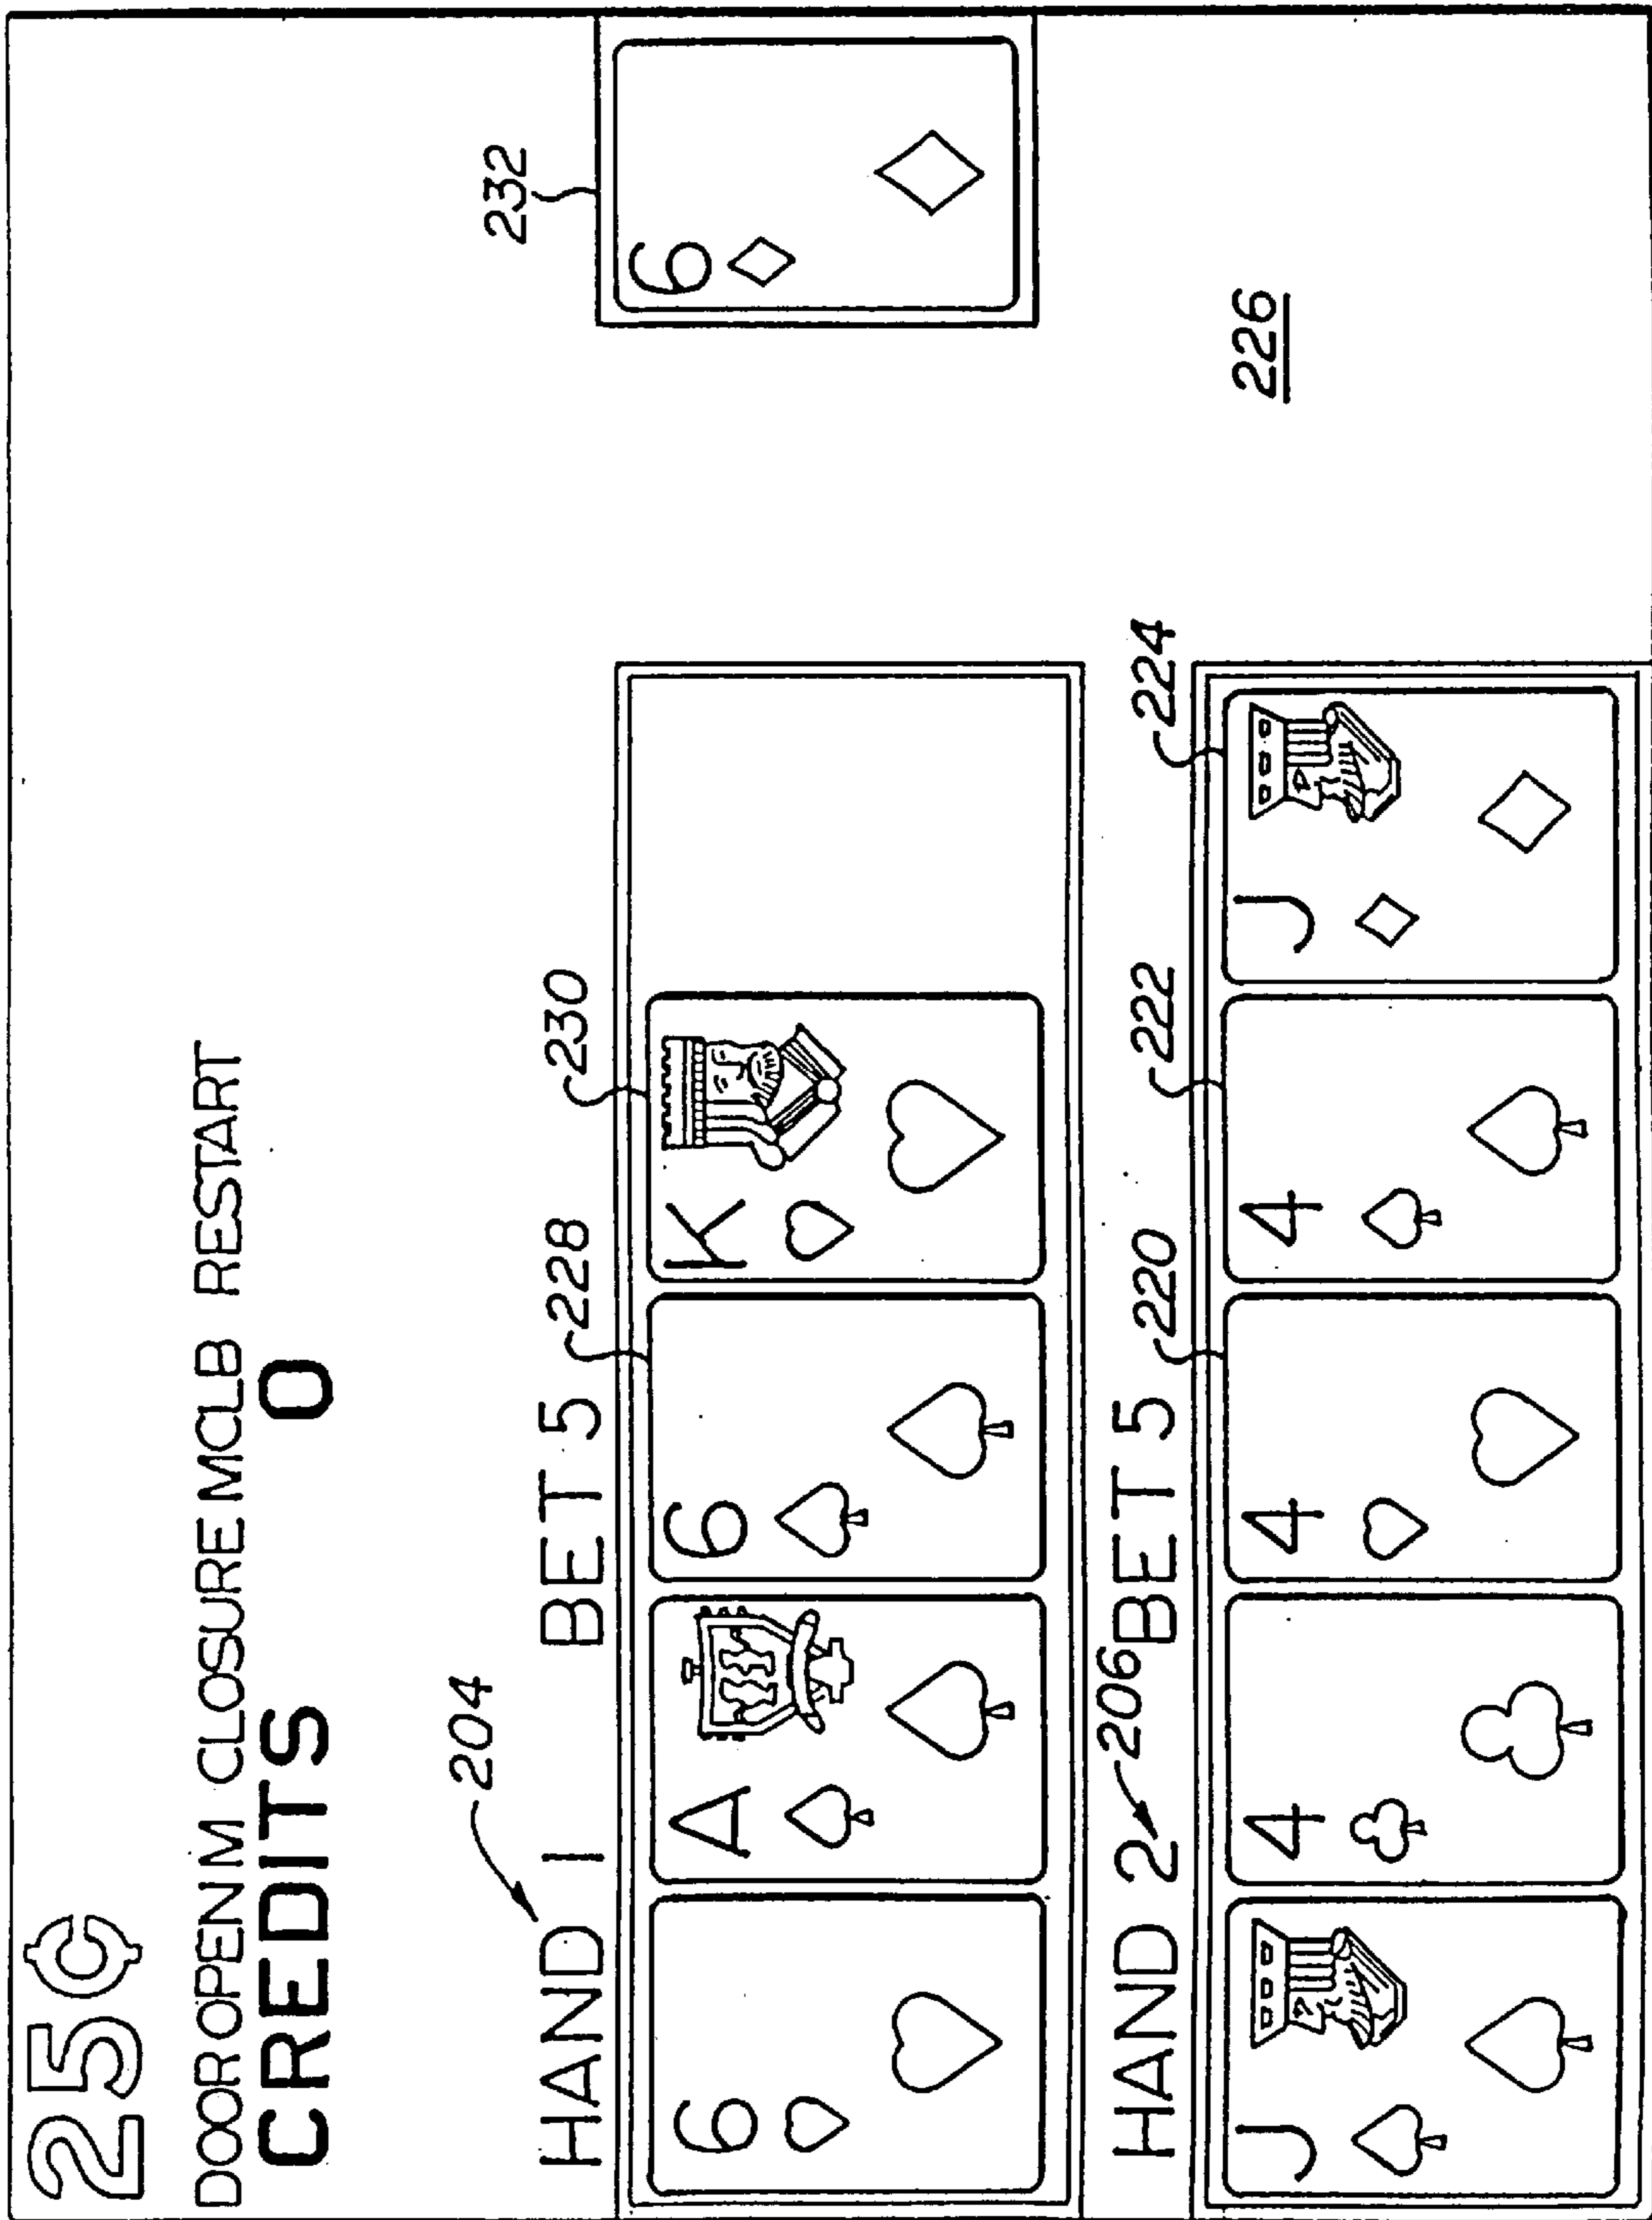 25¢
DOOR OPEN M CLOSURE MCLB RESTART
CREDITS 0
204
232
HAND 1 BET 5 228 230
6 A 6 K
6
HAND 2 206 BET 5 220 222 224
J 4 4 4 J
226